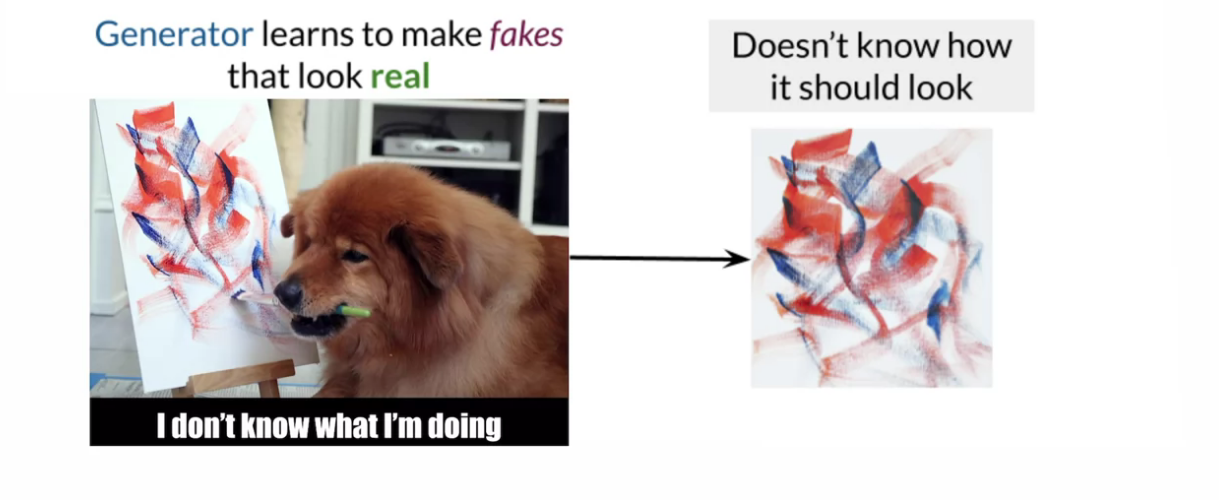 Generator learns to make fakes
that look real
I don't know what I'm doing
Doesn't know how
it should look